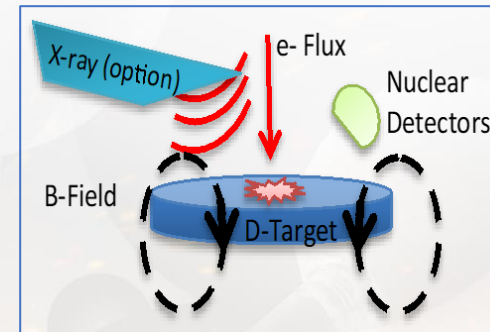 X-ray (option)
e- Flux
Nuclear
Detectors
B-Field
D-Target